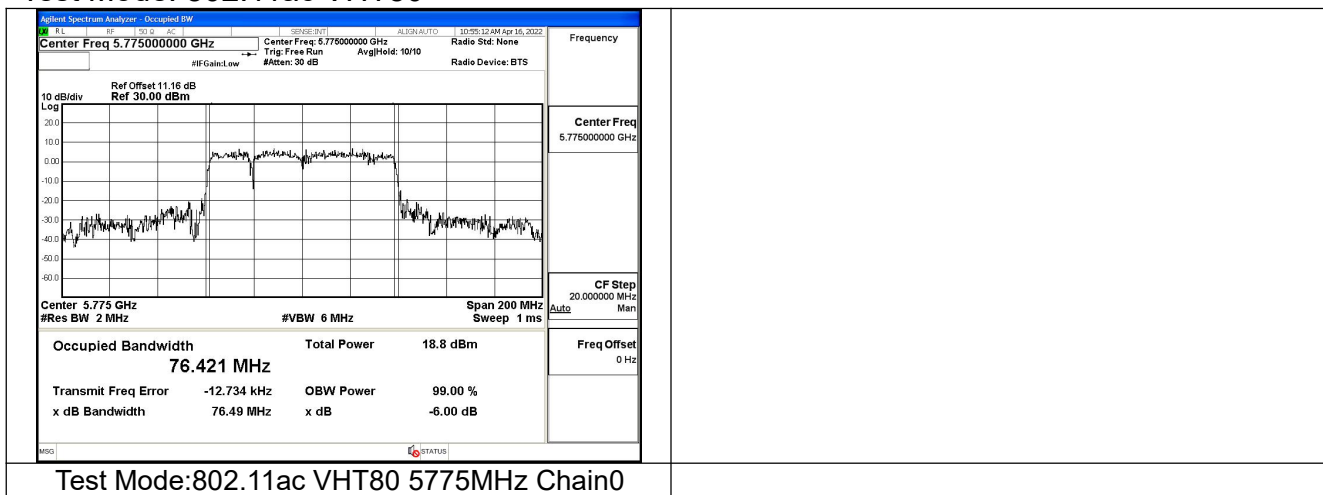 Test Mode: 802.11ac VHT80
Agilent Spectrum Analyzer - Occupied BW
RL RF 50 Ω AC SENSE:INT ALIGN AUTO 10:55:12 AM Apr 16, 2022
Center Freq 5.775000000 GHz
Center Freq: 5.775000000 GHz
Radio Std: None
Trig: Free Run
Avg|Hold: 10/10
#IFGain:Low
#Atten: 30 dB
Radio Device: BTS
Frequency
Ref Offset 11.16 dB
10 dB/div Ref 30.00 dBm
Log
20.0
10.0
0.00
-10.0
-20.0
-30.0
-40.0
-50.0
-60.0
Center Freq
5.775000000 GHz
Center 5.775 GHz
Span 200 MHz
#Res BW 2 MHz
#VBW 6 MHz
Sweep 1 ms
CF Step
20.000000 MHz
Auto Man
Occupied Bandwidth
76.421 MHz
Total Power 18.8 dBm
Transmit Freq Error -12.734 kHz
OBW Power 99.00 %
x dB Bandwidth 76.49 MHz
x dB -6.00 dB
Freq Offset
0 Hz
MSG
STATUS
Test Mode:802.11ac VHT80 5775MHz Chain0